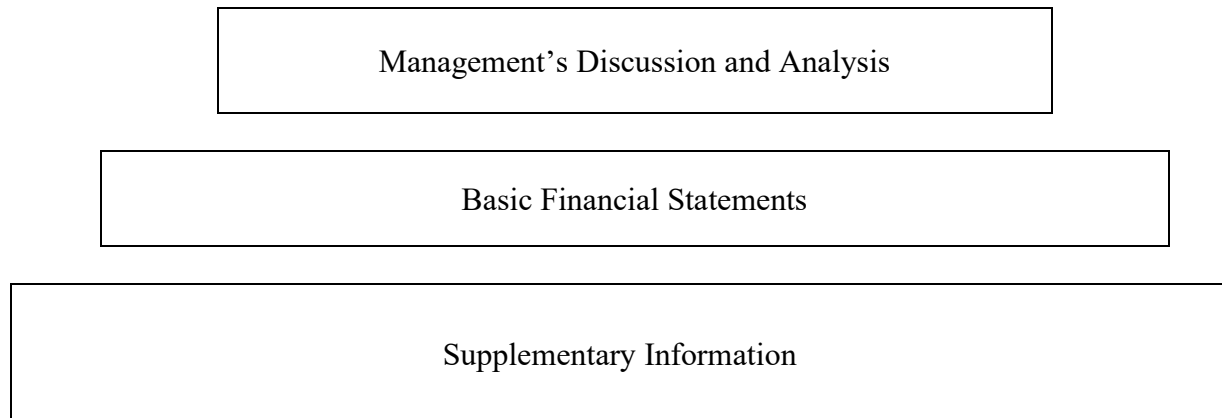 Management’s Discussion and Analysis
Basic Financial Statements
Supplementary Information